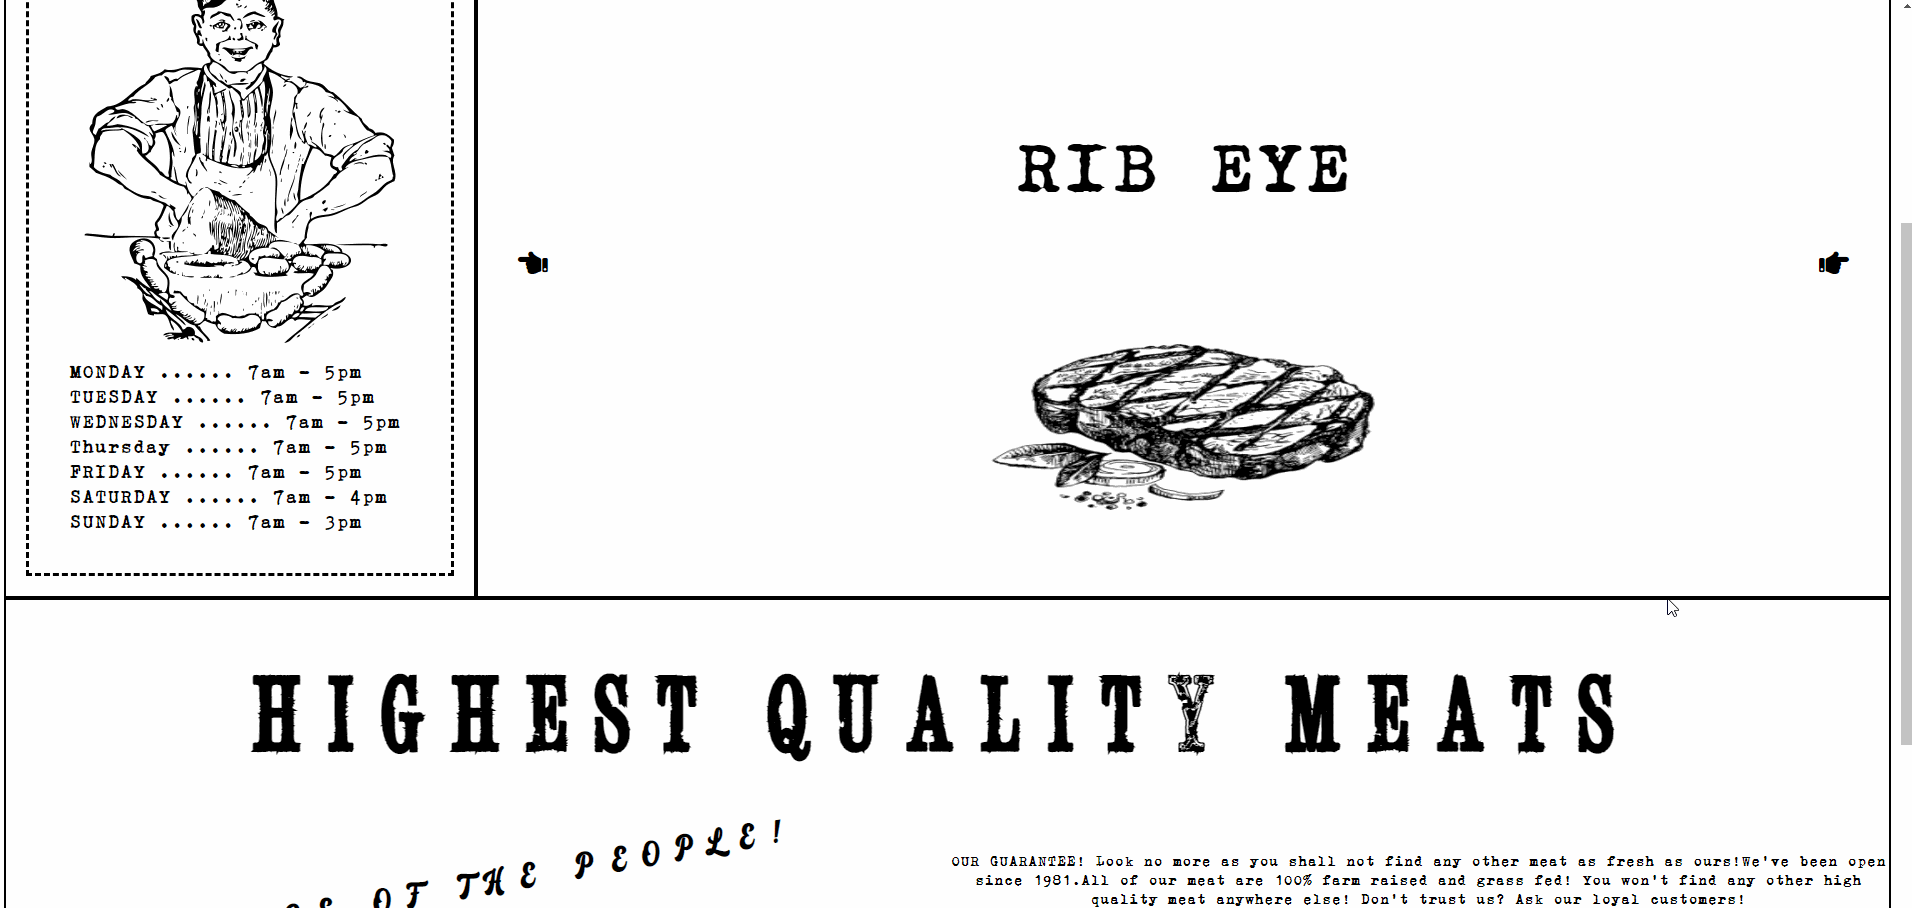 RIB EYE
MONDAY ...... 7am - 5pm
TUESDAY ...... 7am - 5pm
WEDNESDAY ...... 7am - 5pm
Thursday ...... 7am - 5pm
FRIDAY ...... 7am - 5pm
SATURDAY ...... 7am - 4pm
SUNDAY ...... 7am - 3pm
HIGHEST QUALITY MEATS
OF THE PEOPLE!
OUR GUARANTEE! Look no more as you shall not find any other meat as fresh as ours!We've been open
since 1981.All of our meat are 100% farm raised and grass fed! You won't find any other high
quality meat anywhere else! Don't trust us? Ask our loyal customers!